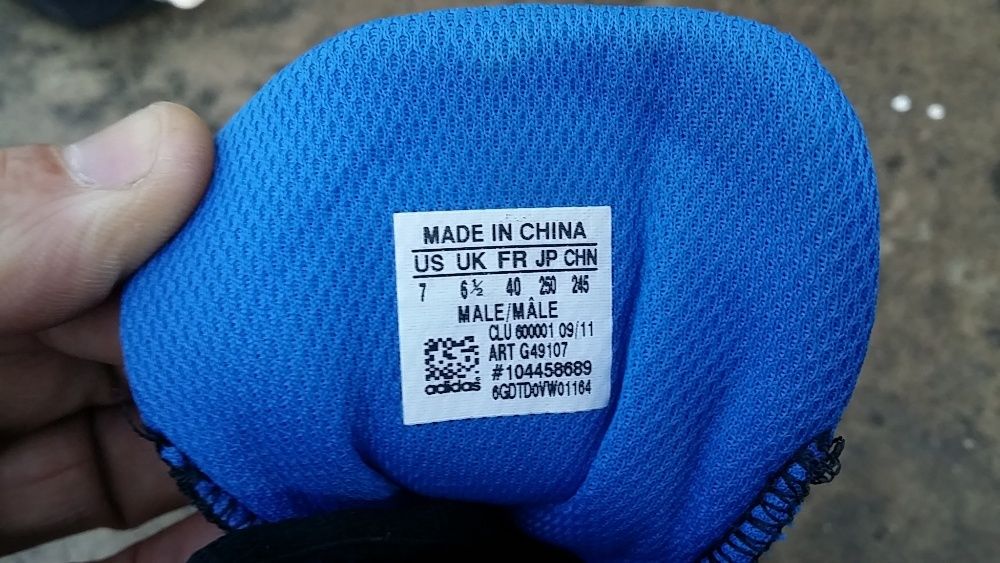 MADE IN CHINA
US UK FR JP CHN
7 6½ 40 250 245
MALE/MÂLE
CLU 600001 09/11
ART G49107
#104458689
adidas 6GDTD0VW01164